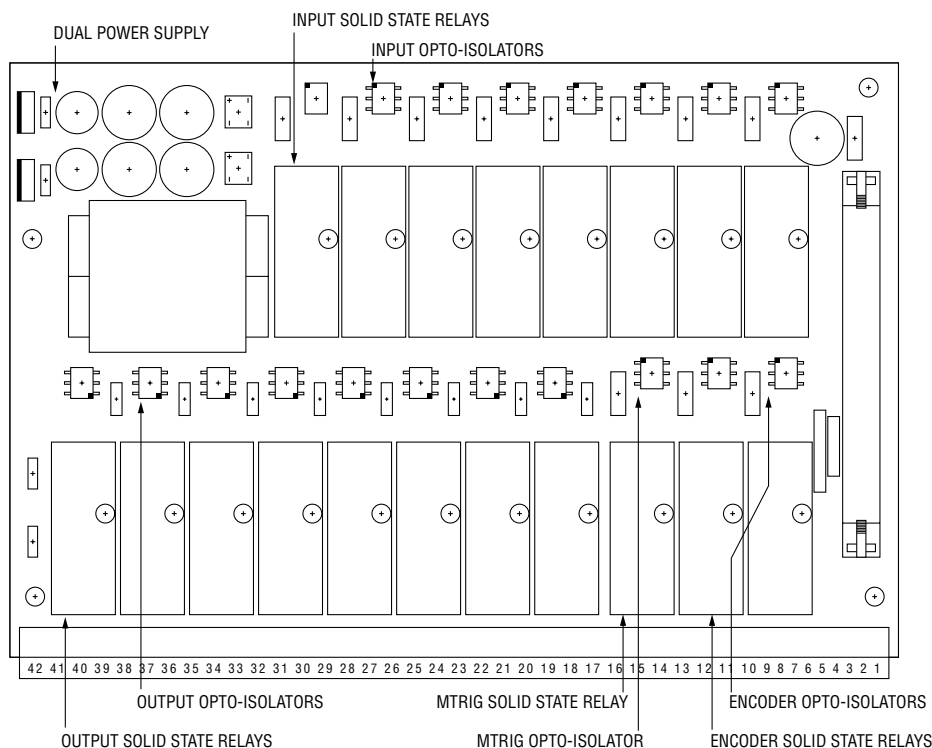 INPUT SOLID STATE RELAYS
DUAL POWER SUPPLY
INPUT OPTO-ISOLATORS
42 41 40 39 38 37 36 35 34 33 32 31 30 29 28 27 26 25 24 23 22 21 20 19 18 17 16 15 14 13 12 11 10 9 8 7 6 5 4 3 2 1
OUTPUT OPTO-ISOLATORS
MTRIG SOLID STATE RELAY
ENCODER OPTO-ISOLATORS
OUTPUT SOLID STATE RELAYS
MTRIG OPTO-ISOLATOR
ENCODER SOLID STATE RELAYS